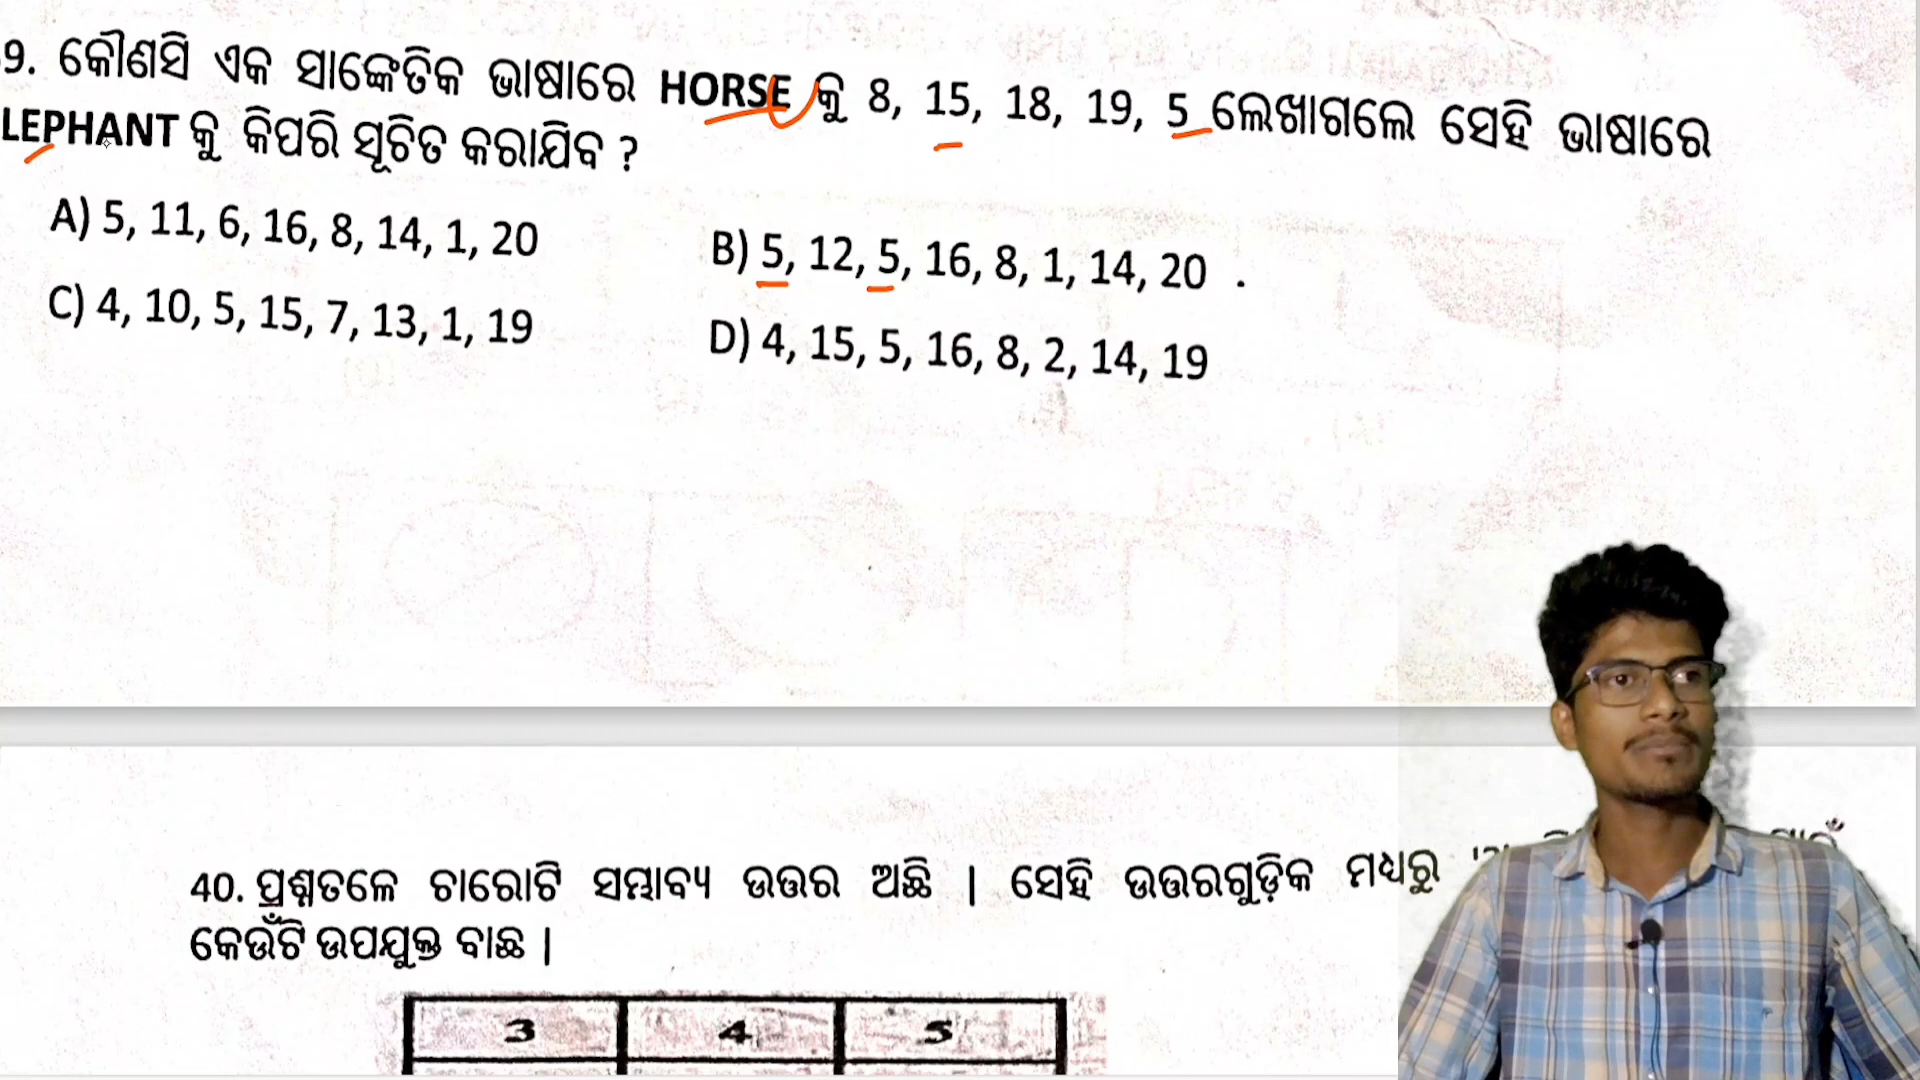 9. କୌଣସି ଏକ ସାଙ୍କେତିକ ଭାଷାରେ HORSE କୁ 8, 15, 18, 19, 5 ଲେଖାଗଲେ ସେହି ଭାଷାରେ
LEPHANT କୁ କିପରି ସୂଚିତ କରାଯିବ ?
A) 5, 11, 6, 16, 8, 14, 1, 20
B) 5, 12, 5, 16, 8, 1, 14, 20 .
C) 4, 10, 5, 15, 7, 13, 1, 19
D) 4, 15, 5, 16, 8, 2, 14, 19
40. ପ୍ରଶ୍ନତଳେ ଚାରୋଟି ସମ୍ଭାବ୍ୟ ଉତ୍ତର ଅଛି | ସେହି ଉତ୍ତରଗୁଡ଼ିକ ମଧ୍ୟରୁ
କେଉଁଟି ଉପଯୁକ୍ତ ବାଛ |
3 4 5